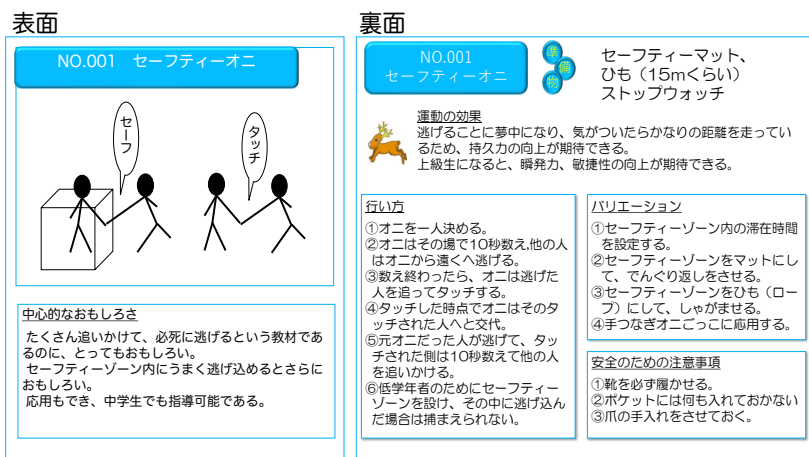 表面
NO.001 セーフティーオニ
セーフ
タッチ
中心的なおもしろさ
たくさん追いかけて、必死に逃げるという教材であ
るのに、とってもおもしろい。
セーフティーゾーン内にうまく逃げ込めるとさらに
おもしろい。
応用もでき、中学生でも指導可能である。
裏面
NO.001
セーフティーオニ
準備物
セーフティーマット、
ひも（15mくらい）
ストップウォッチ
運動の効果
逃げることに夢中になり、気がついたらかなりの距離を走ってい
るため、持久力の向上が期待できる。
上級生になると、瞬発力、敏捷性の向上が期待できる。
行い方
①オニを一人決める。
②オニはその場で10秒数え,他の人
はオニから遠くへ逃げる。
③数え終わったら、オニは逃げた
人を追ってタッチする。
④タッチした時点でオニはそのタ
ッチされた人へと交代。
⑤元オニだった人が逃げて、タッ
チされた側は10秒数えて他の人
を追いかける。
⑥低学年者のためにセーフティー
ゾーンを設け、その中に逃げ込ん
だ場合は捕まえられない。
バリエーション
①セーフティーゾーン内の滞在時間
を設定する。
②セーフティーゾーンをマットにし
て、でんぐり返しをさせる。
③セーフティーゾーンをひも（ロー
プ）にして、しゃがませる。
④手つなぎオニごっこに応用する。
安全のための注意事項
①靴を必ず履かせる。
②ポケットには何も入れておかない
③爪の手入れをさせておく。